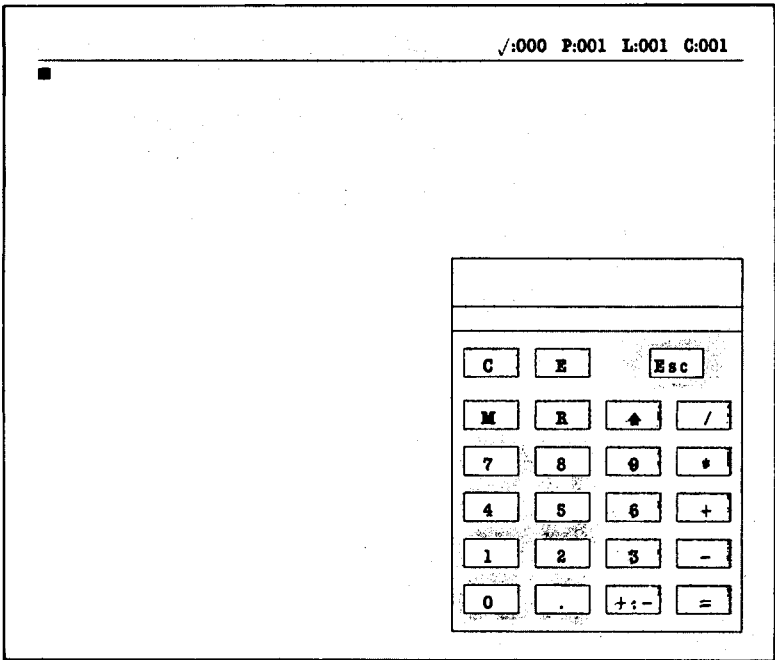 √:000 P:001 L:001 C:001
C E Esc
M R ↑ /
7 8 9 *
4 5 6 +
1 2 3 -
0 . +:- =